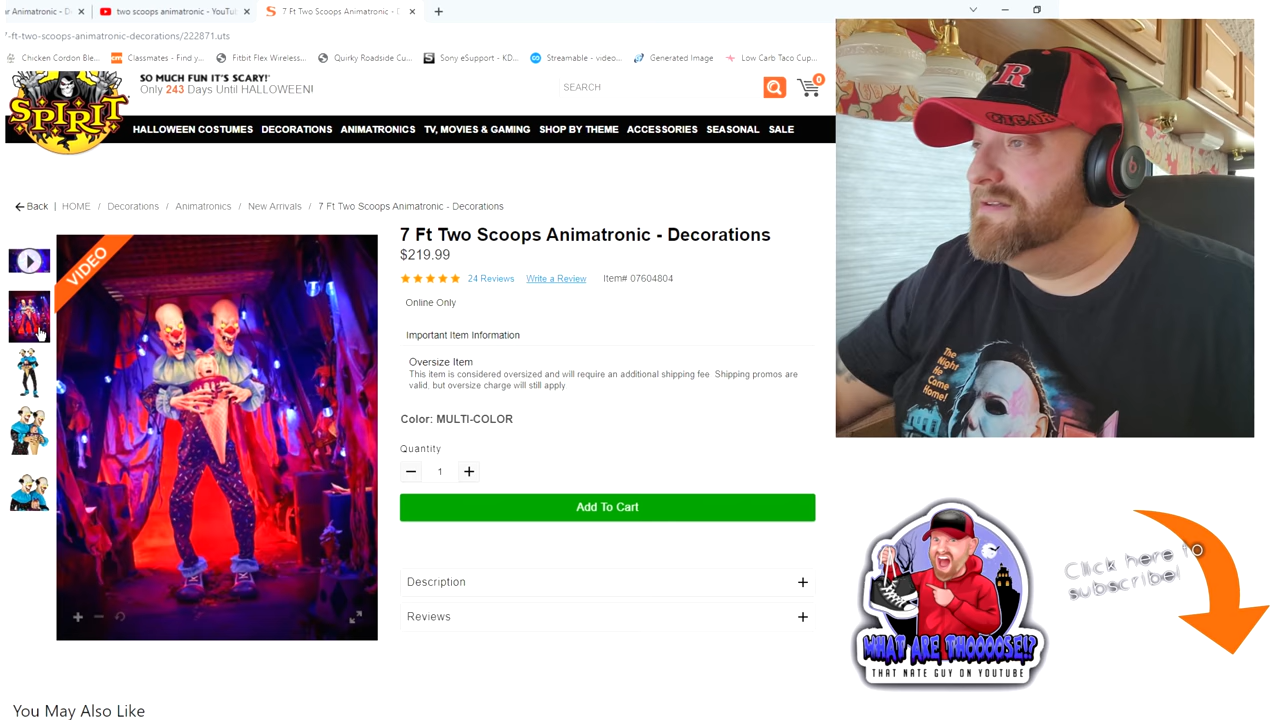 ar Animatronic - D
two scoops animatronic - YouTu
7 Ft Two Scoops Animatronic - D
7-ft-two-scoops-animatronic-decorations/222871.uts
Chicken Cordon Ble...
Classmates - Find y...
Fitbit Flex Wireless...
Quirky Roadside Cu...
Sony eSupport - KD...
Streamable - video...
Generated Image
Low Carb Taco Cup...
SPIRIT
SO MUCH FUN IT'S SCARY!
Only 243 Days Until HALLOWEEN!
SEARCH
0
HALLOWEEN COSTUMES DECORATIONS ANIMATRONICS TV, MOVIES & GAMING SHOP BY THEME ACCESSORIES SEASONAL SALE
Back | HOME / Decorations / Animatronics / New Arrivals / 7 Ft Two Scoops Animatronic - Decorations
VIDEO
7 Ft Two Scoops Animatronic - Decorations
$219.99
24 Reviews Write a Review Item# 07604804
Online Only
Important Item Information
Oversize Item
This item is considered oversized and will require an additional shipping fee Shipping promos are
valid, but oversize charge will still apply
Color: MULTI-COLOR
Quantity
1
Add To Cart
Description
Reviews
You May Also Like
R
CIGAR
The
Night
He
Came
Home!
WHAT ARE THOOOOSE!?
THAT NATE GUY ON YOUTUBE
Click here to
subscribe!